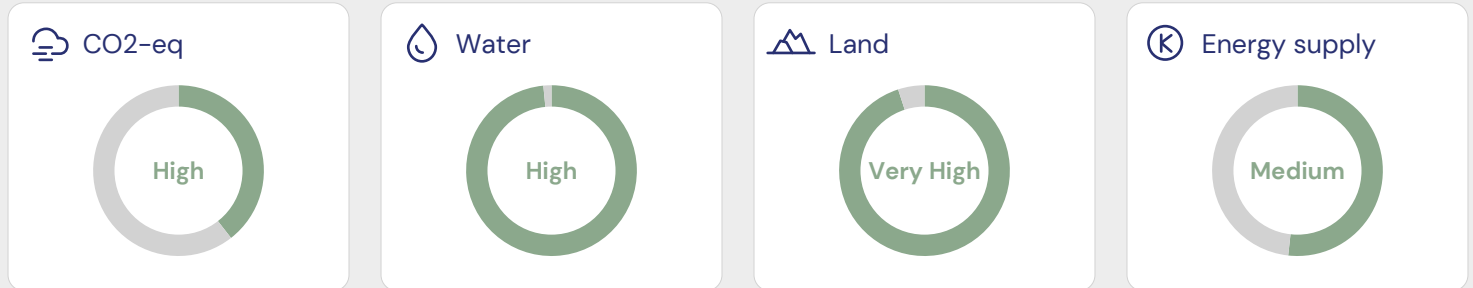 CO2-eq
High
Water
High
Land
Very High
Energy supply
Medium